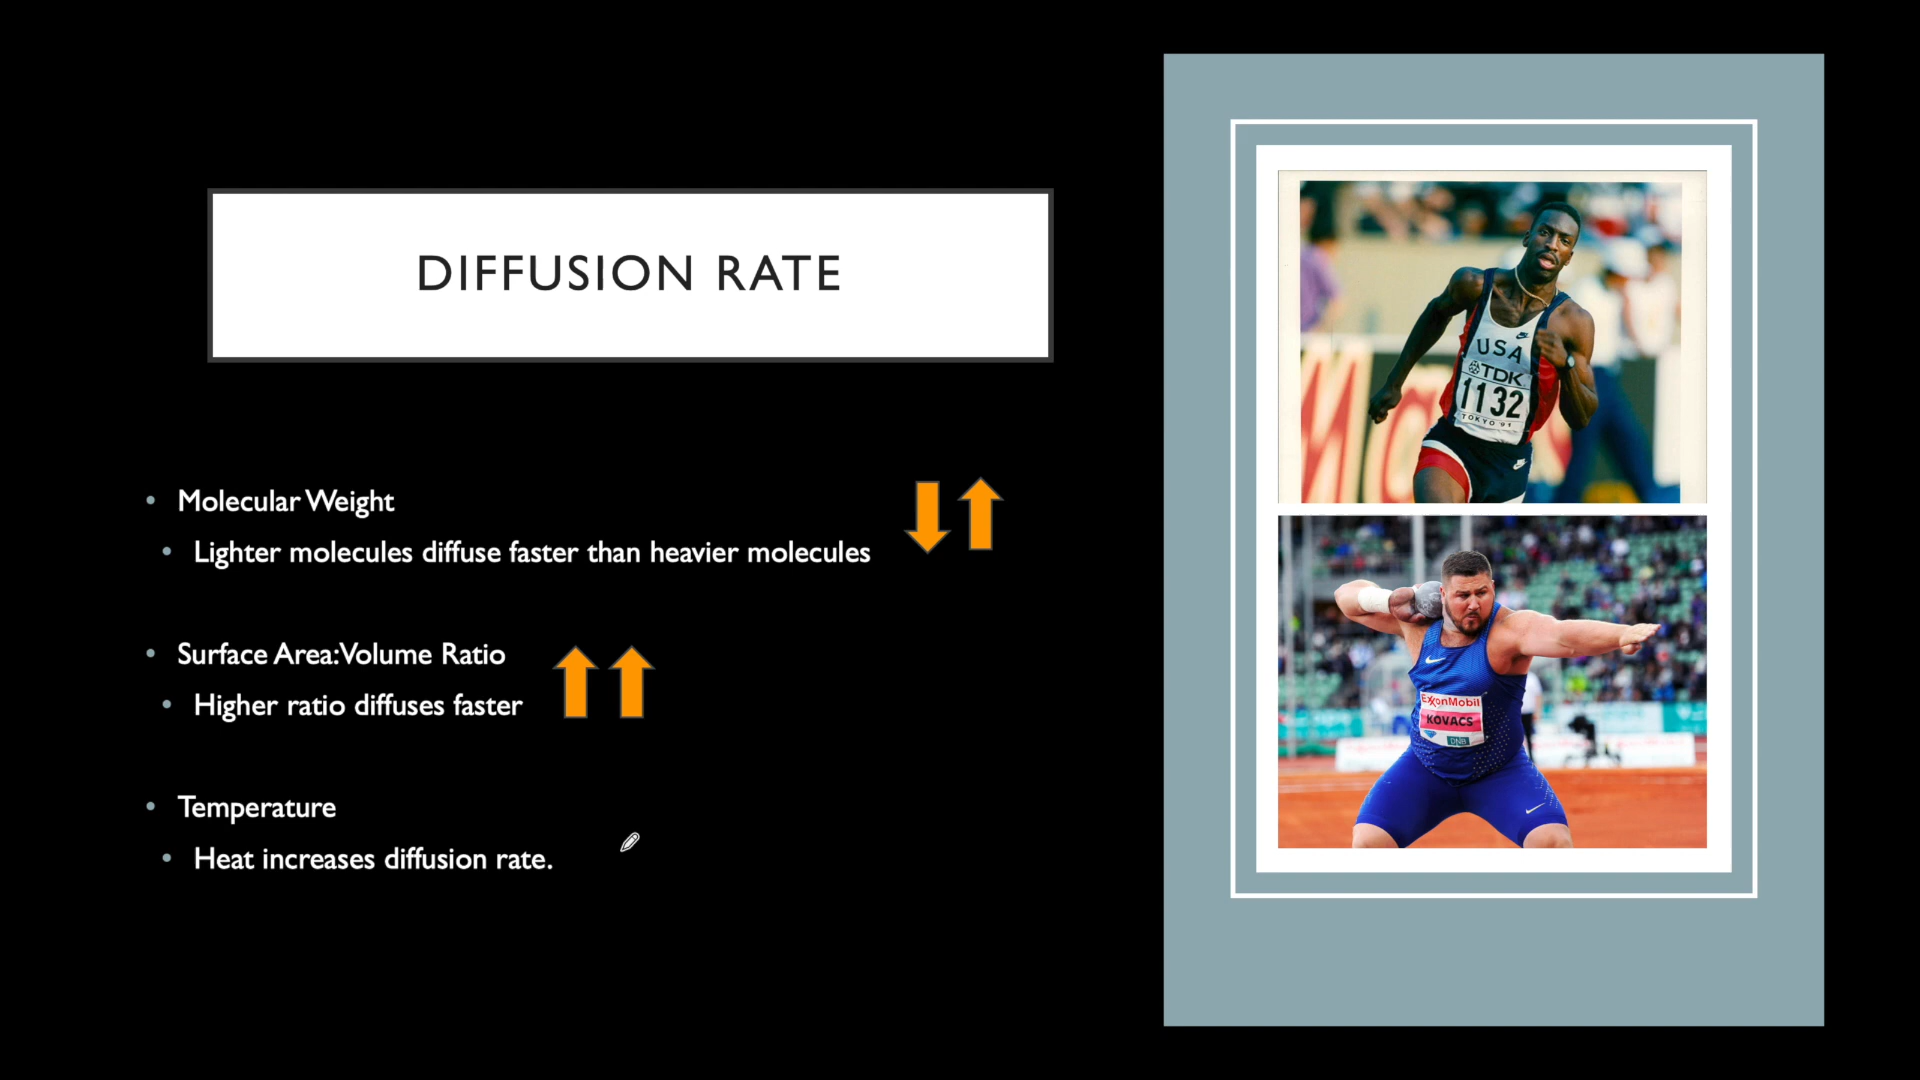 DIFFUSION RATE
• Molecular Weight
• Lighter molecules diffuse faster than heavier molecules
• Surface Area:Volume Ratio
• Higher ratio diffuses faster
• Temperature
• Heat increases diffusion rate.
USA
TDK
1132
TOKYO '91
ExxonMobil
KOVACS
DNB